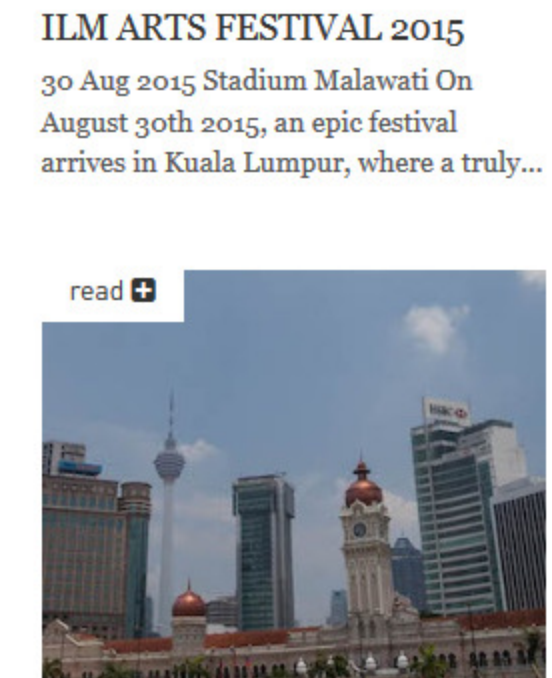 ILM ARTS FESTIVAL 2015
30 Aug 2015 Stadium Malawati On
August 30th 2015, an epic festival
arrives in Kuala Lumpur, where a truly...
read
HSBC